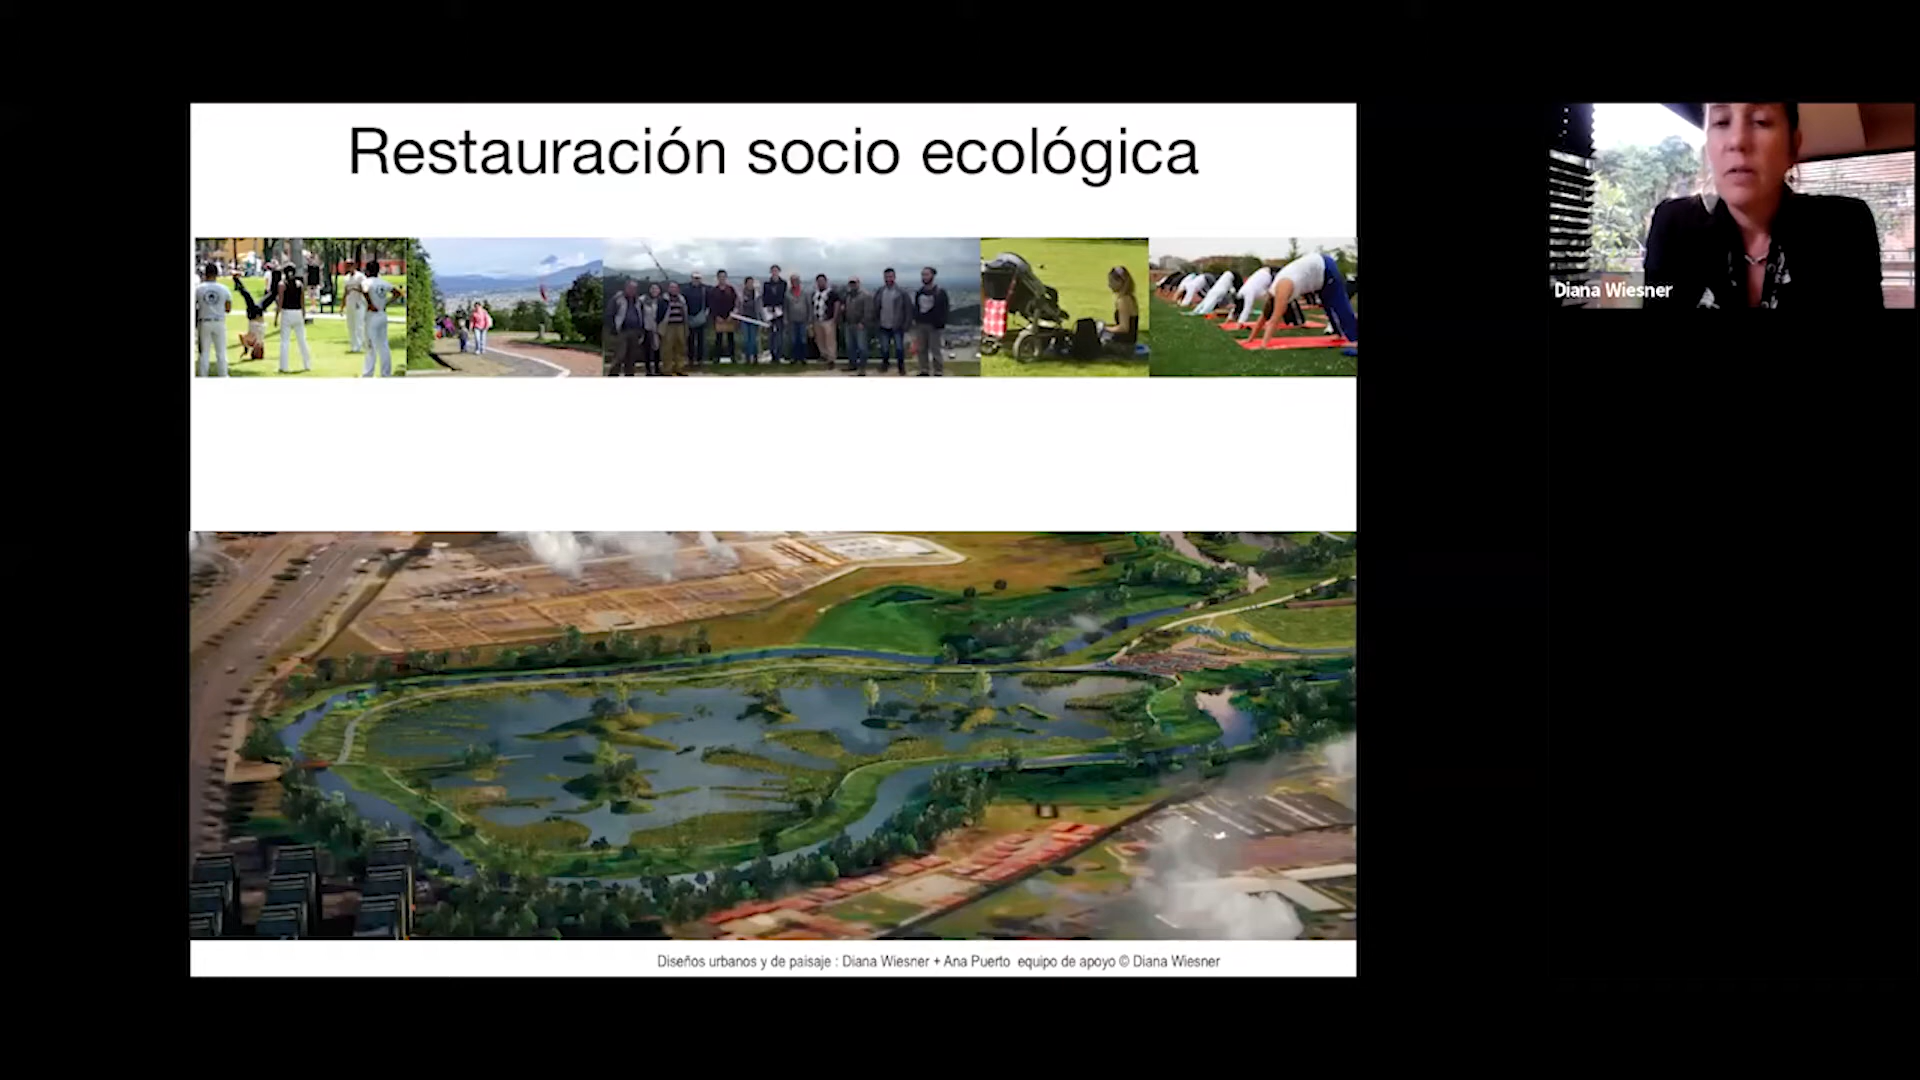 Restauración socio ecológica
Diana Wiesner
Diseños urbanos y de paisaje : Diana Wiesner + Ana Puerto equipo de apoyo © Diana Wiesner